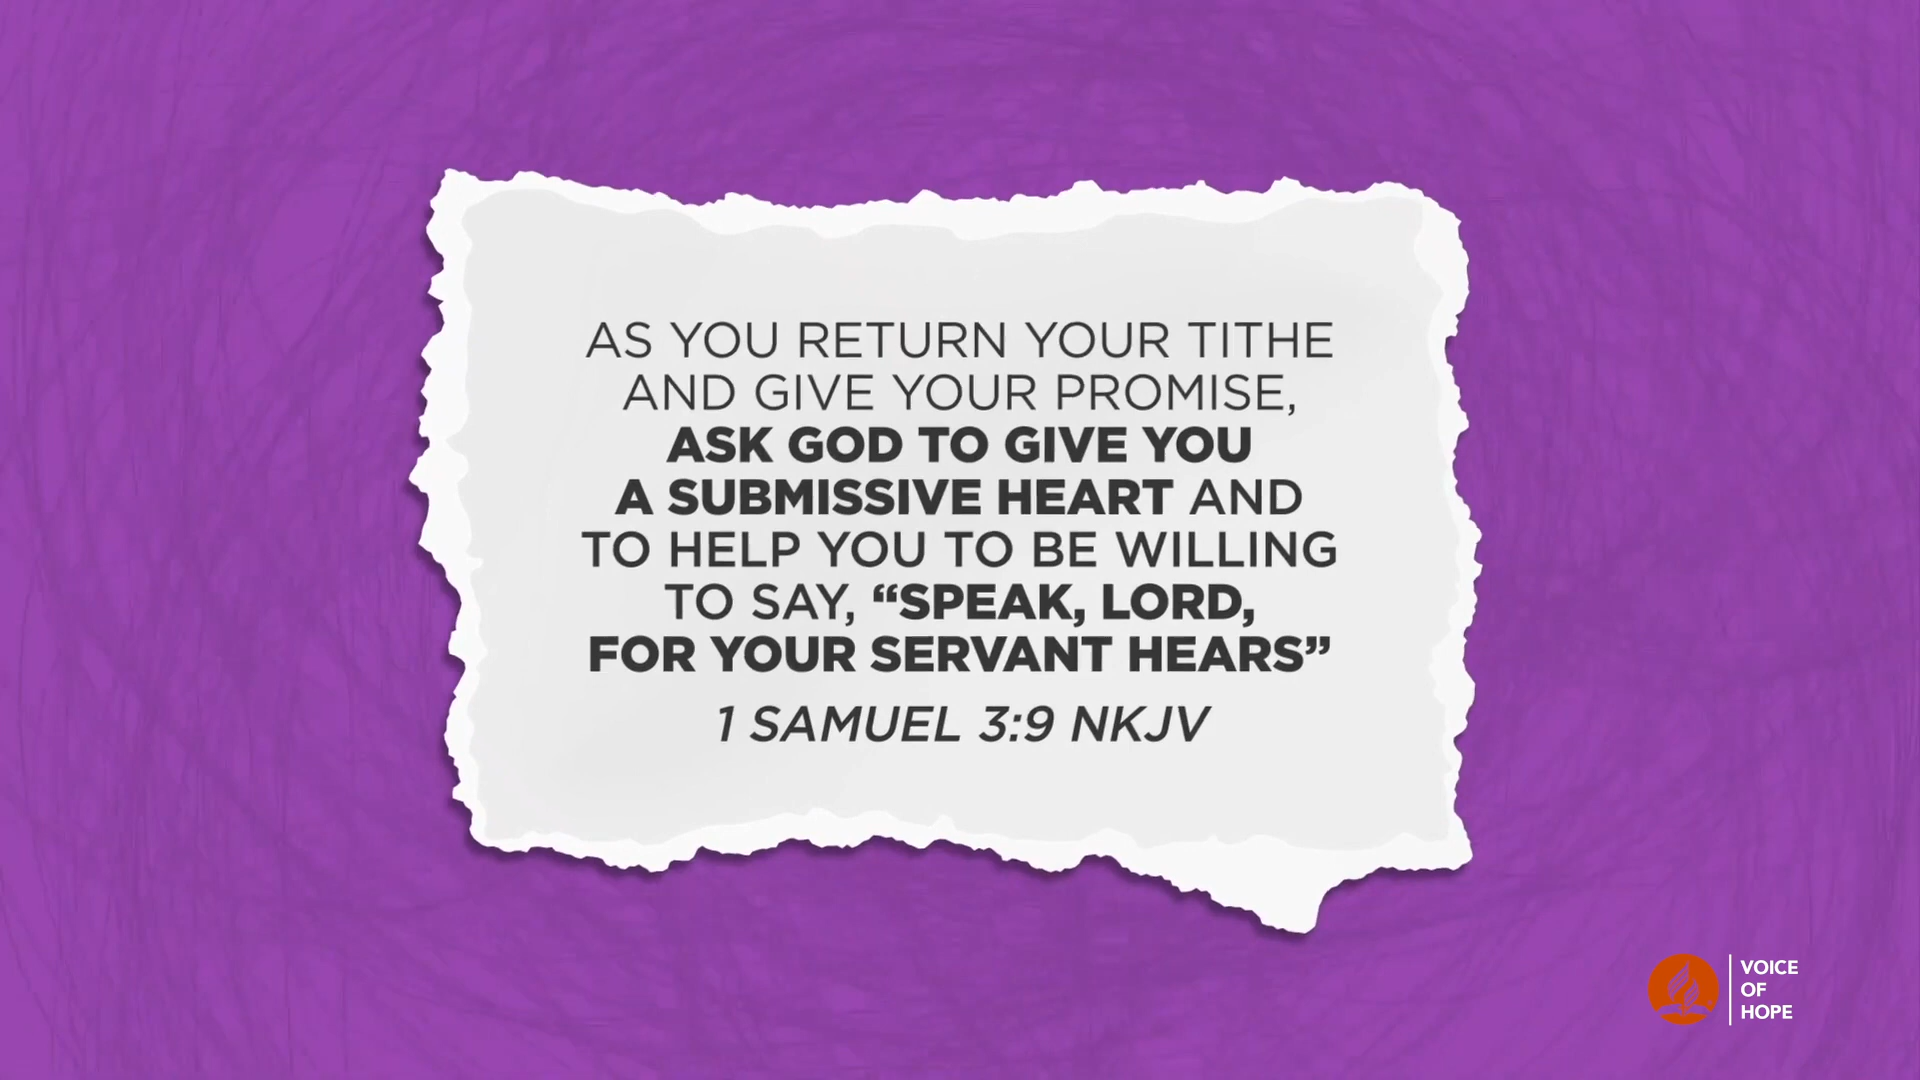 AS YOU RETURN YOUR TITHE
AND GIVE YOUR PROMISE,
ASK GOD TO GIVE YOU
A SUBMISSIVE HEART AND
TO HELP YOU TO BE WILLING
TO SAY, “SPEAK, LORD,
FOR YOUR SERVANT HEARS”
1 SAMUEL 3:9 NKJV
VOICE
OF
HOPE